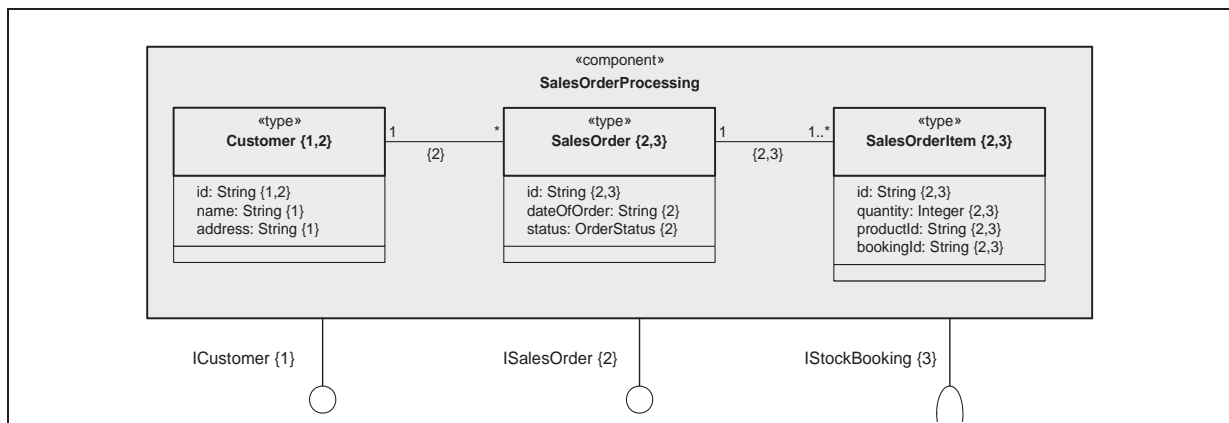 «component»
SalesOrderProcessing
«type»
Customer {1,2}
id: String {1,2}
name: String {1}
address: String {1}
1
*
{2}
«type»
SalesOrder {2,3}
id: String {2,3}
dateOfOrder: String {2}
status: OrderStatus {2}
1
1..*
{2,3}
«type»
SalesOrderItem {2,3}
id: String {2,3}
quantity: Integer {2,3}
productId: String {2,3}
bookingId: String {2,3}
ICustomer {1}
ISalesOrder {2}
IStockBooking {3}